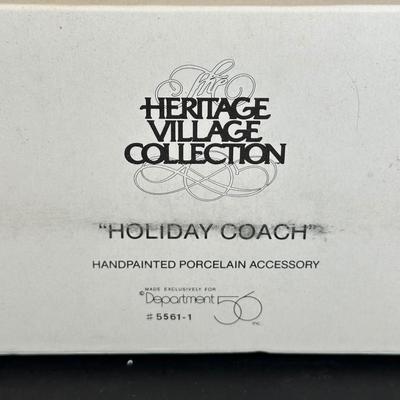 The
HERITAGE
VILLAGE
COLLECTION
"HOLIDAY COACH"
HANDPAINTED PORCELAIN ACCESSORY
MADE EXCLUSIVELY FOR
©Department 56 INC.
# 5561-1